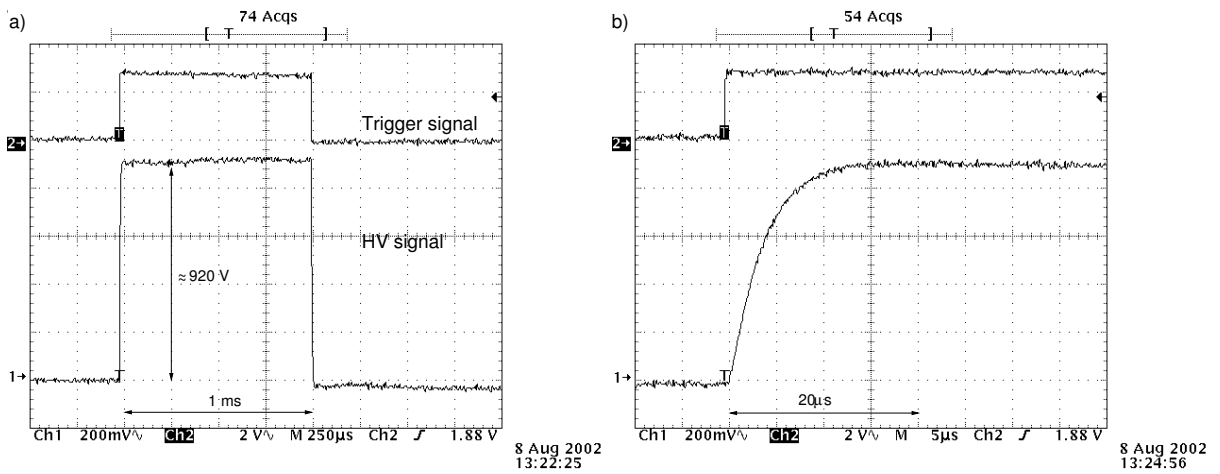 a)
74 Acqs
[ T ]
2→
T
Trigger signal
HV signal
≈ 920 V
1→
T
1 ms
Ch1 200mV∿ Ch2 2 V∿ M 250µs Ch2 ʃ 1.88 V
8 Aug 2002
13:22:25
b)
54 Acqs
[ T ]
2→
T
1→
T
20µs
Ch1 200mV∿ Ch2 2 V∿ M 5µs Ch2 ʃ 1.88 V
8 Aug 2002
13:24:56